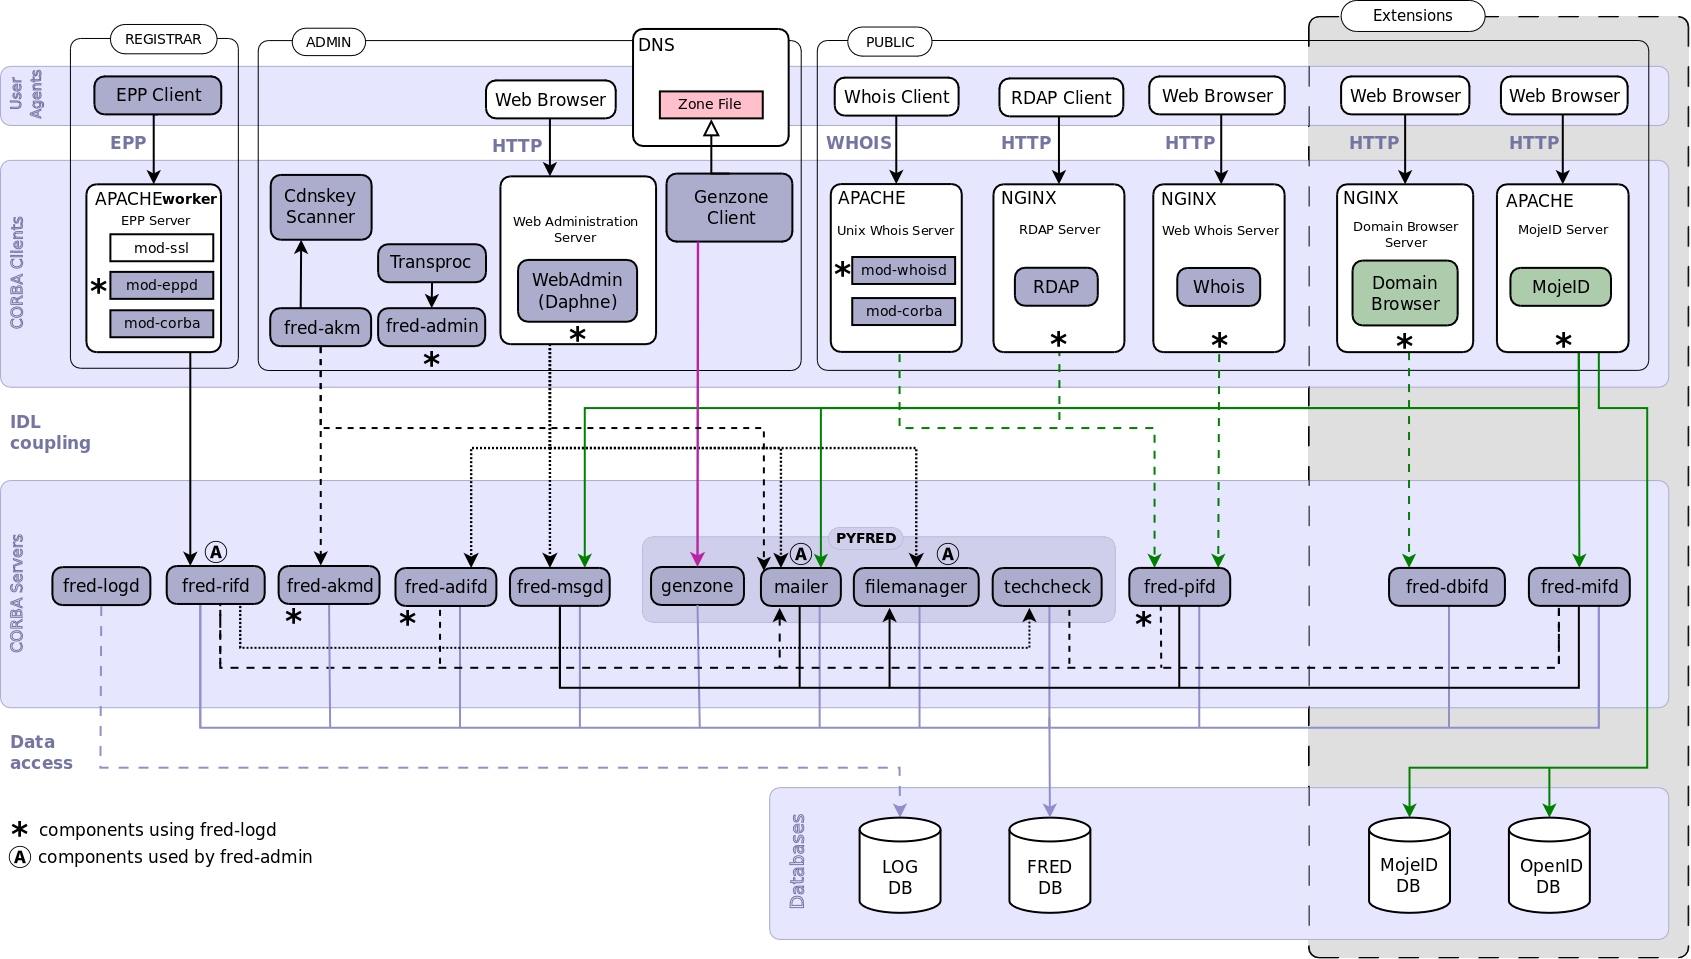 REGISTRAR
ADMIN
DNS
PUBLIC
Extensions
User
Agents
EPP Client
Web Browser
Zone File
Whois Client
RDAP Client
Web Browser
Web Browser
Web Browser
EPP
HTTP
WHOIS
HTTP
HTTP
HTTP
HTTP
CORBA Clients
APACHE worker
EPP Server
mod-ssl
* mod-eppd
mod-corba
Cdnskey
Scanner
Transproc
fred-akm
fred-admin
*
Web Administration
Server
WebAdmin
(Daphne)
*
Genzone
Client
APACHE
Unix Whois Server
* mod-whoisd
mod-corba
NGINX
RDAP Server
RDAP
*
NGINX
Web Whois Server
Whois
*
NGINX
Domain Browser
Server
Domain
Browser
*
APACHE
MojeID Server
MojeID
*
IDL
coupling
CORBA Servers
PYFRED
A
A
A
fred-logd
fred-rifd
fred-akmd
fred-adifd
fred-msgd
genzone
mailer
filemanager
techcheck
fred-pifd
fred-dbifd
fred-mifd
*
*
*
Data
access
Databases
LOG
DB
FRED
DB
MojeID
DB
OpenID
DB
* components using fred-logd
A components used by fred-admin